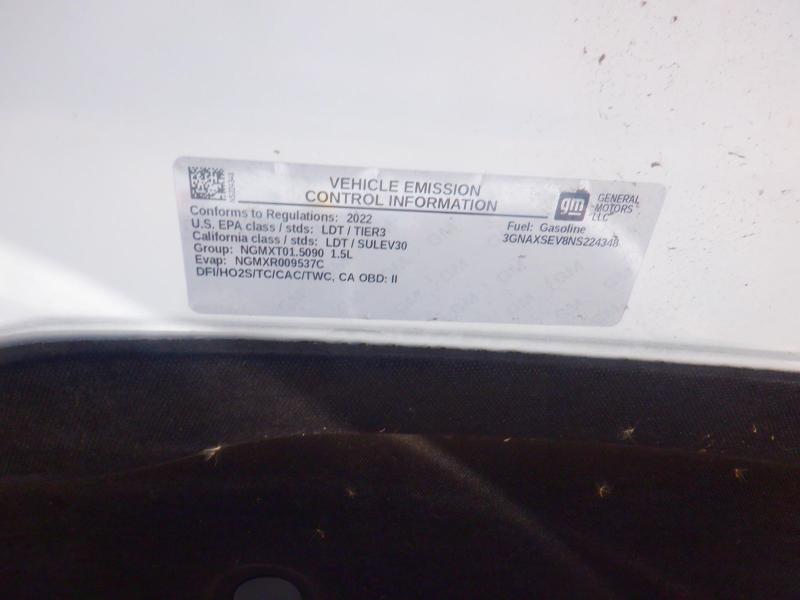 VEHICLE EMISSION
CONTROL INFORMATION
gm
GENERAL
MOTORS
LLC
Conforms to Regulations: 2022
U.S. EPA class / stds: LDT / TIER3
California class / stds: LDT / SULEV30
Group: NGMXT01.5090 1.5L
Evap: NGMXR009537C
DFI/HO2S/TC/CAC/TWC, CA OBD: II
Fuel: Gasoline
3GNAXSEV8NS224348